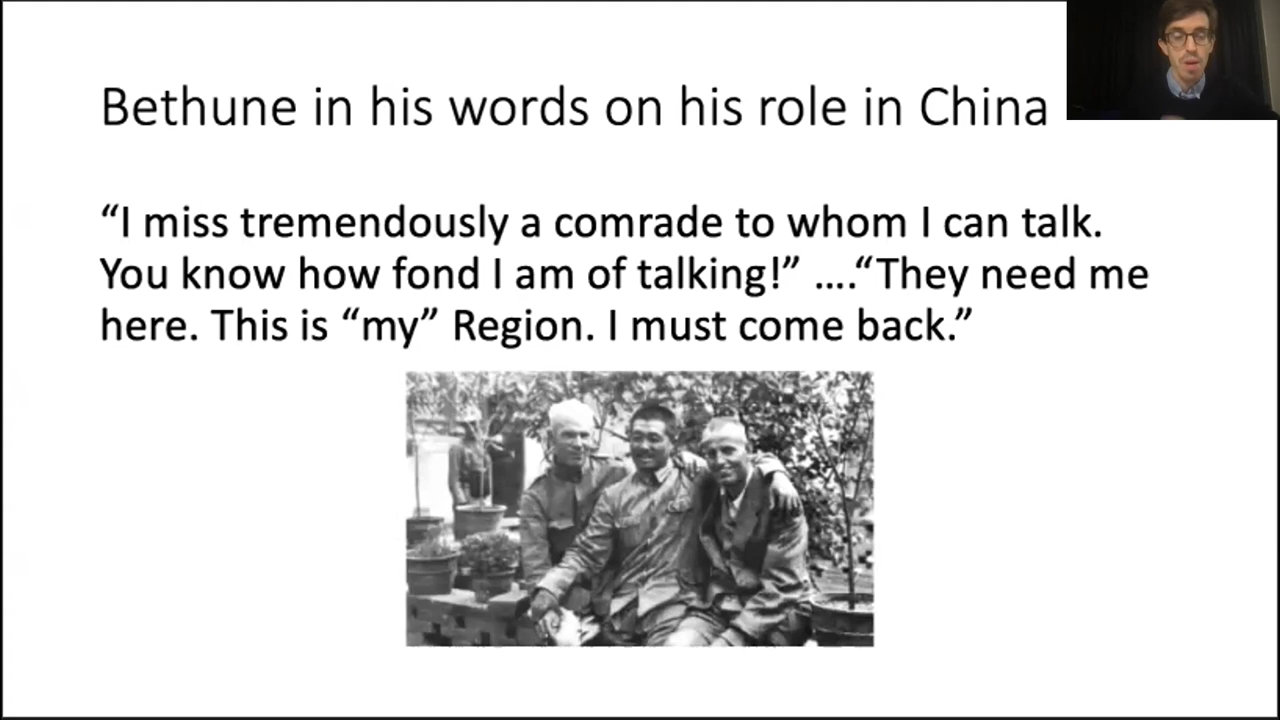 Bethune in his words on his role in China
“I miss tremendously a comrade to whom I can talk.
You know how fond I am of talking!” ....“They need me
here. This is “my” Region. I must come back.”